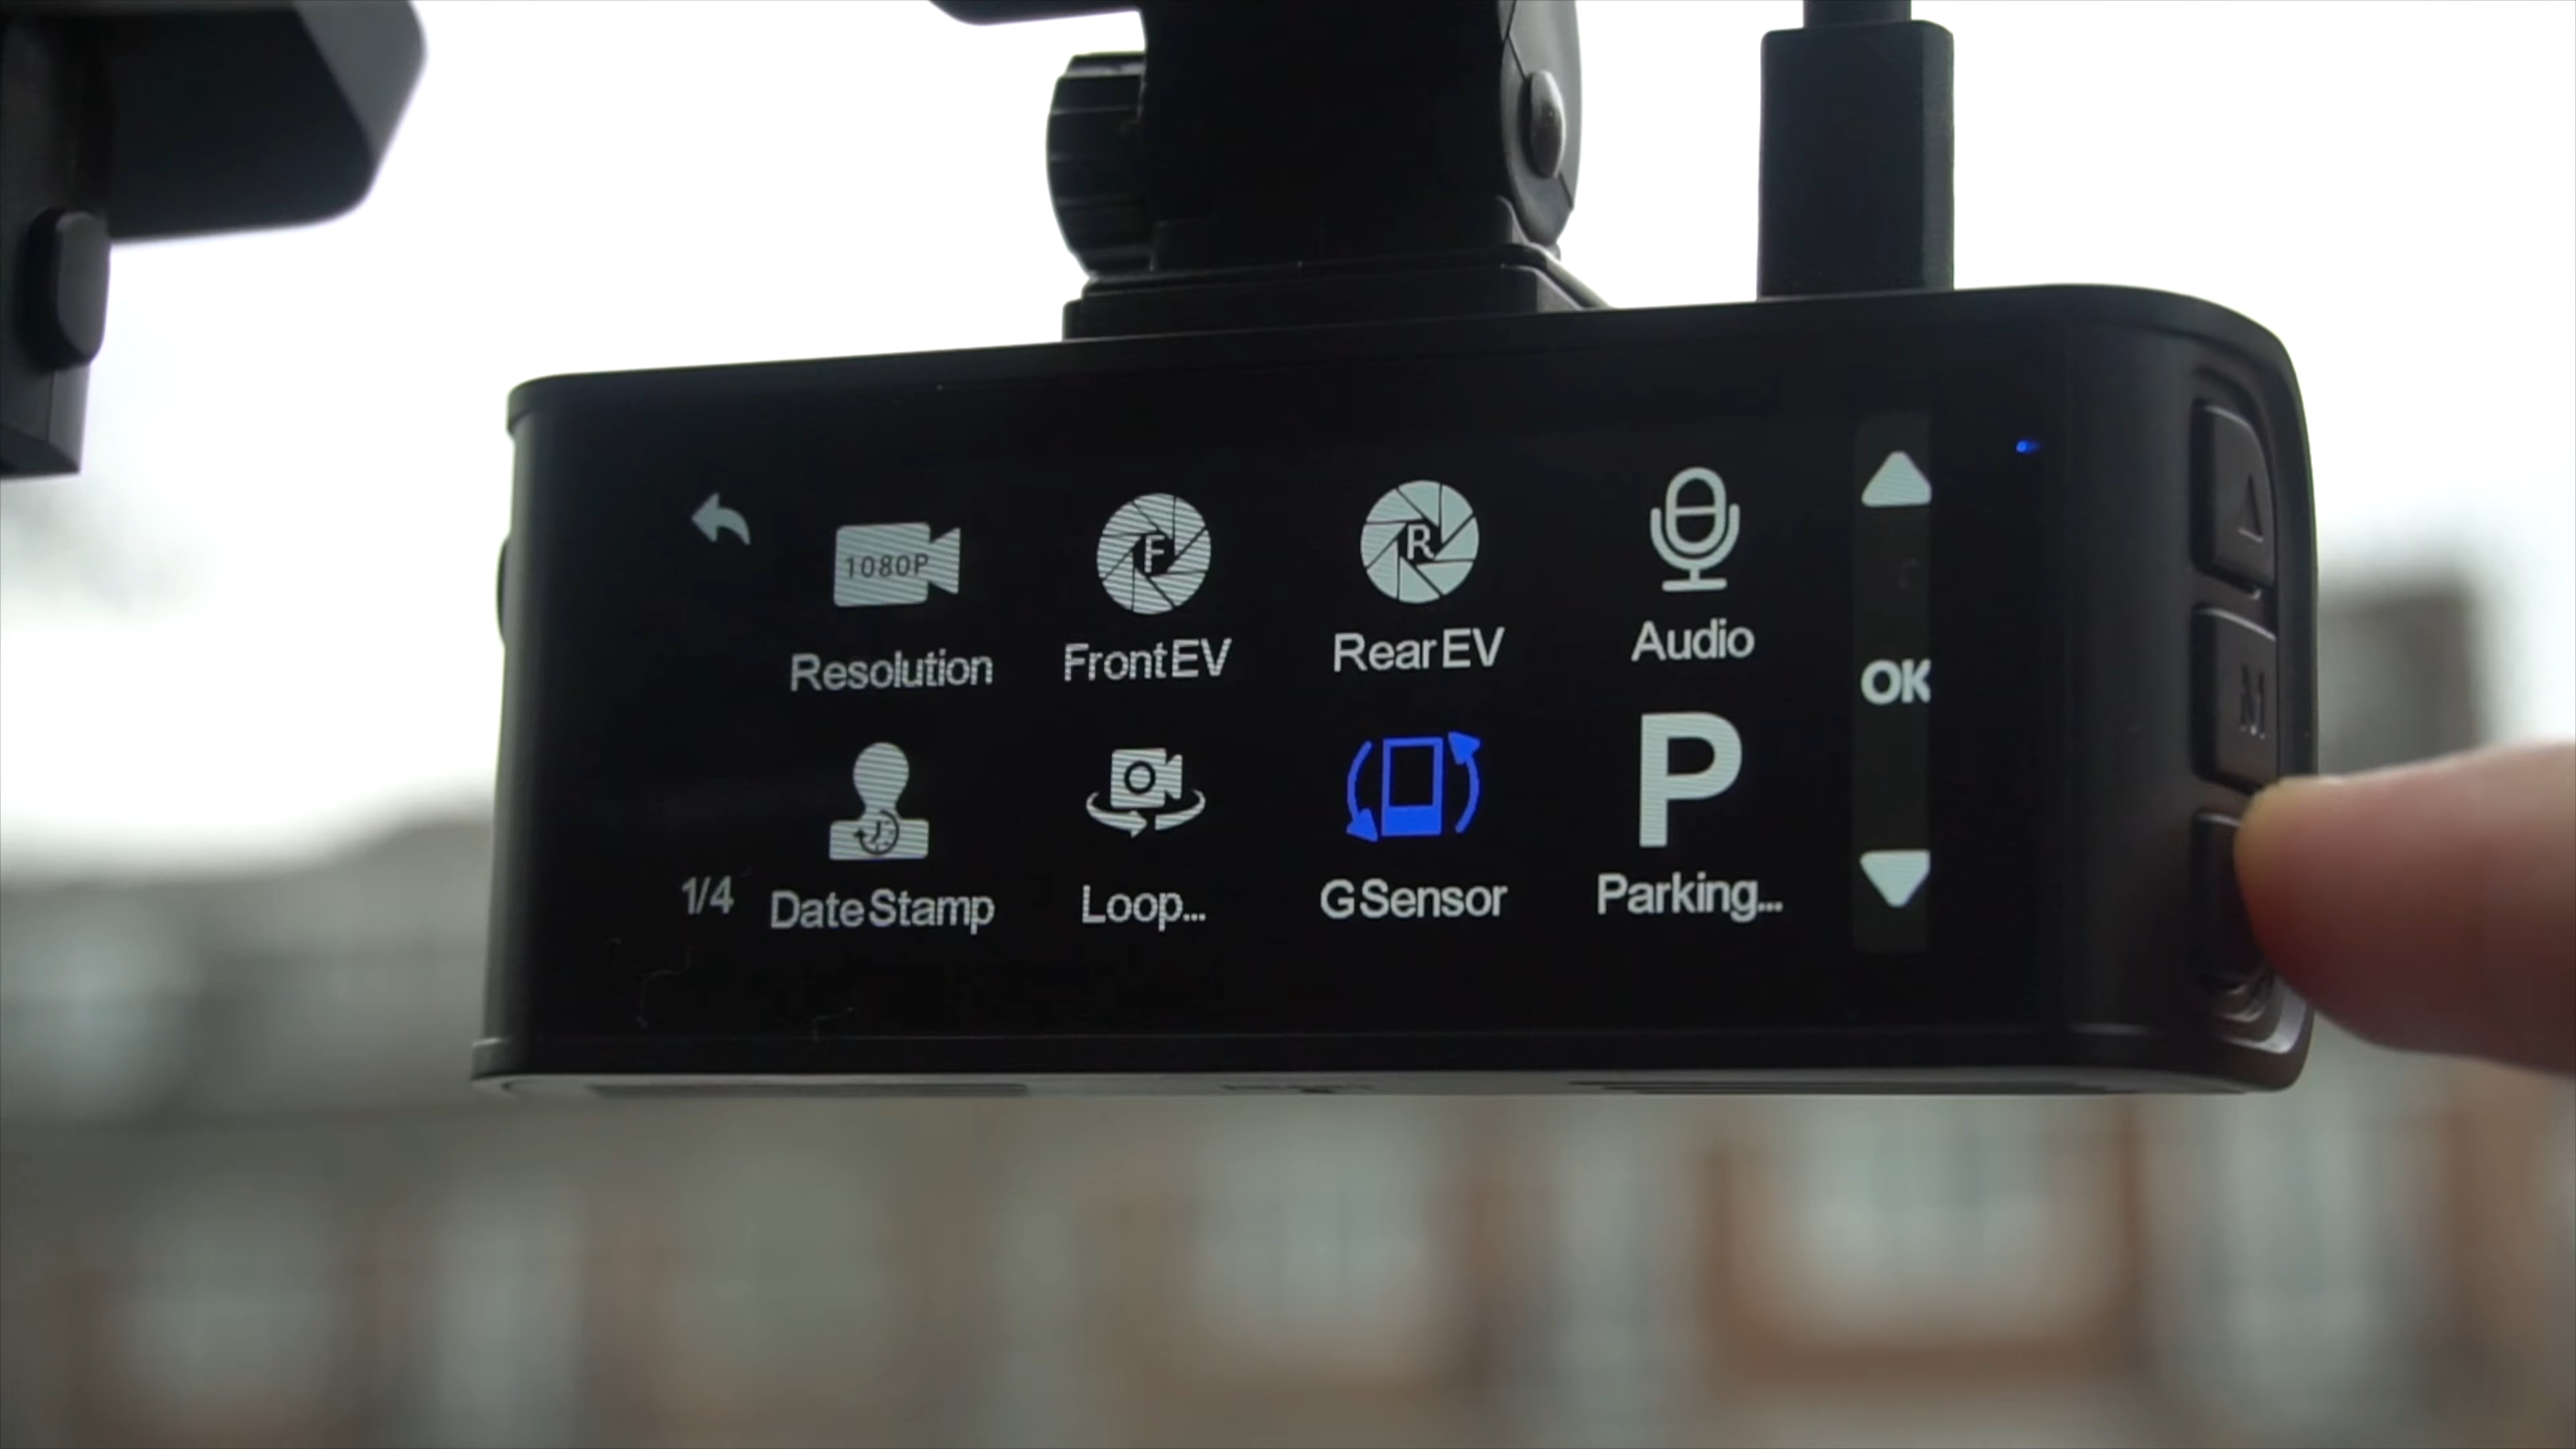 1080P
F
R
Resolution
Front EV
Rear EV
Audio
OK
P
1/4
Date Stamp
Loop...
G Sensor
Parking...
M